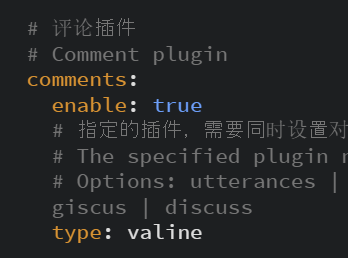 # 评论插件
# Comment plugin
comments:
enable: true
# 指定的插件，需要同时设置对
# The specified plugin
# Options: utterances |
giscus | discuss
type: valine